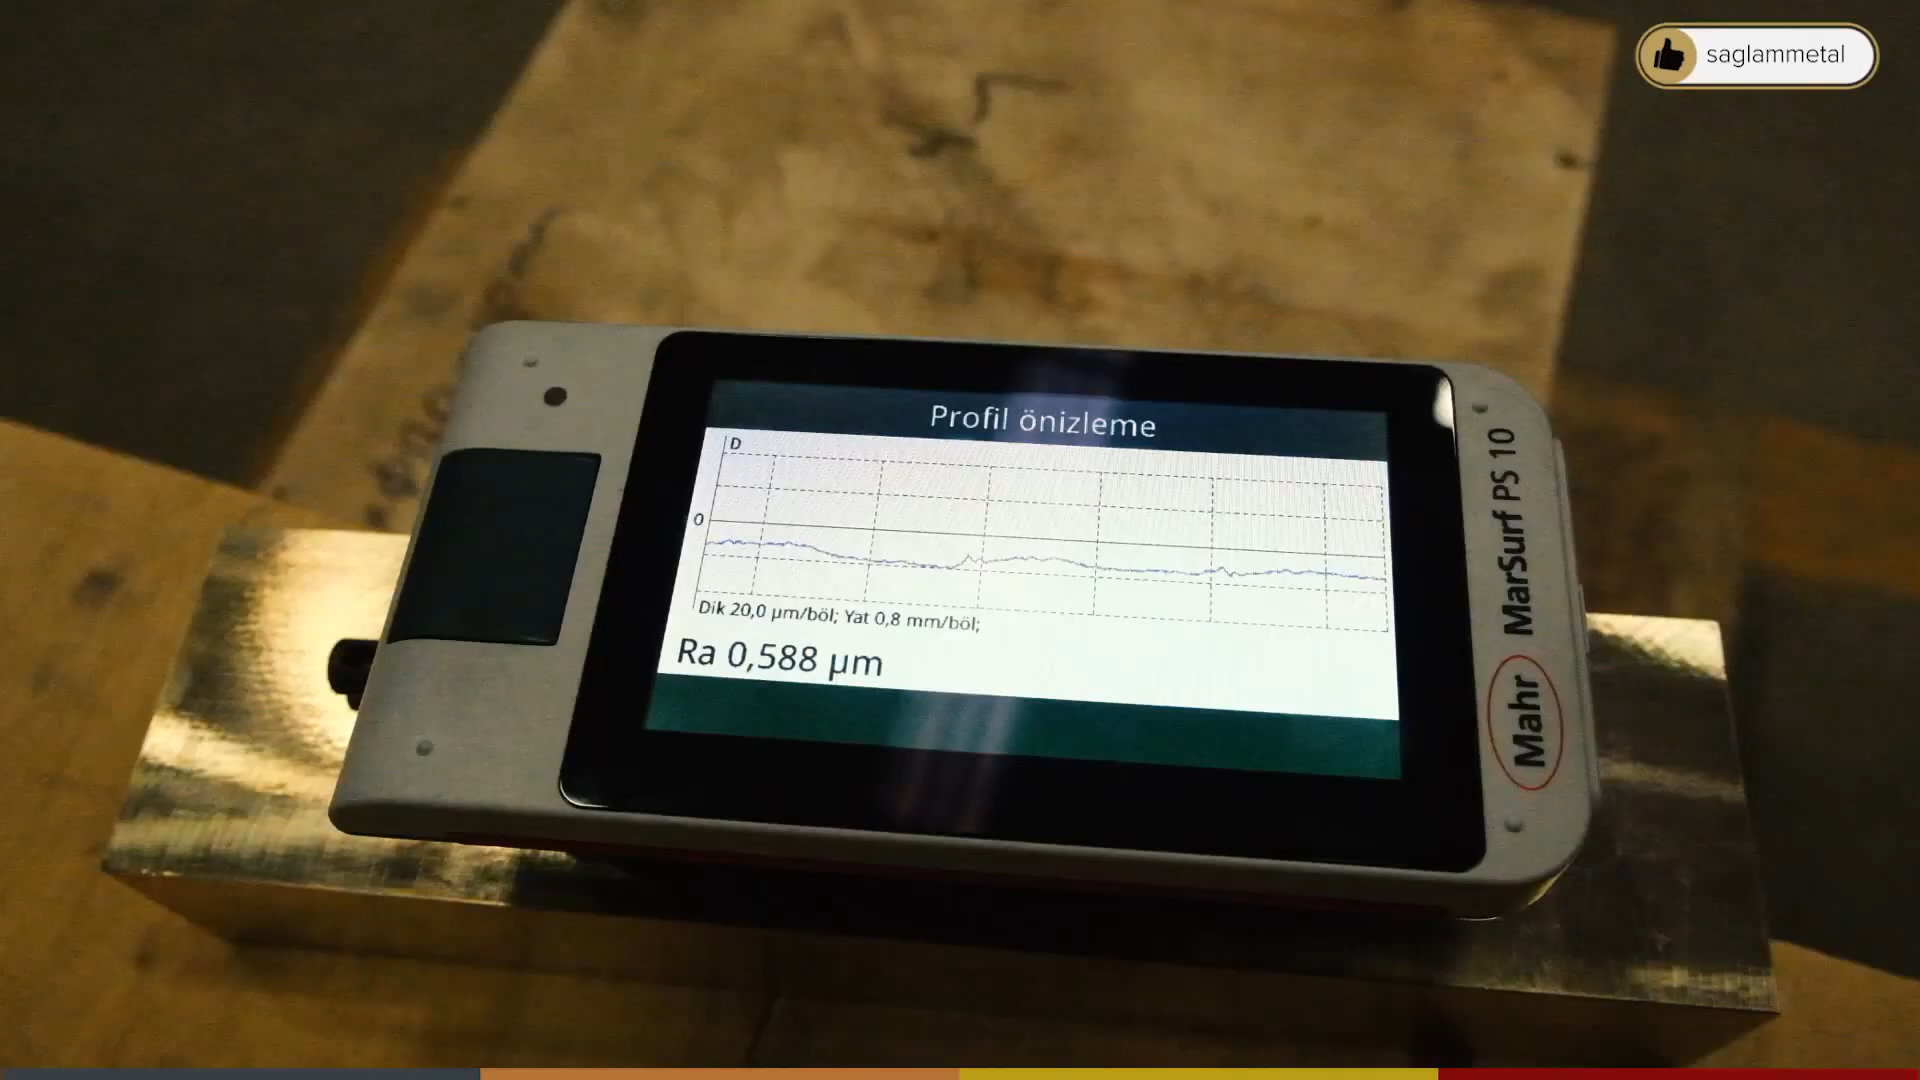 saglammetal
Profil önizleme
D
0
Dik 20,0 µm/böl; Yat 0,8 mm/böl;
Ra 0,588 µm
Mahr MarSurf PS 10